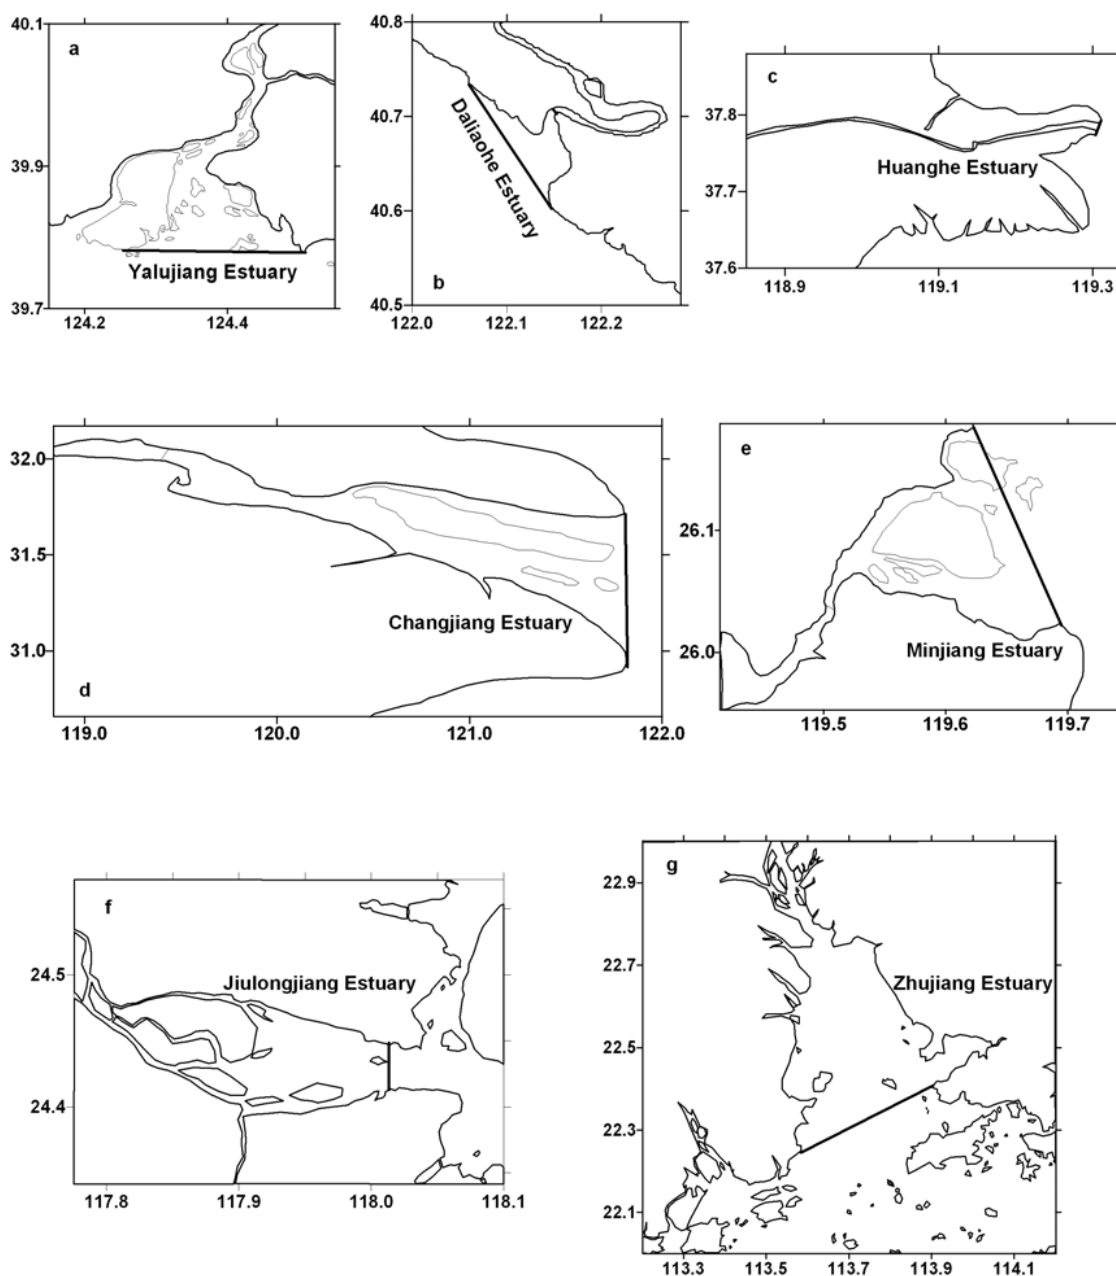 40.1
a
39.9
39.7
Yalujiang Estuary
124.2 124.4
40.8
40.7
Daliaohe Estuary
40.6
b
40.5
122.0 122.1 122.2
c
37.8
Huanghe Estuary
37.7
37.6
118.9 119.1 119.3
32.0
31.5
Changjiang Estuary
31.0
d
119.0 120.0 121.0 122.0
e
26.1
Minjiang Estuary
26.0
119.5 119.6 119.7
f
24.5
Jiulongjiang Estuary
24.4
117.8 117.9 118.0 118.1
g
22.9
22.7
Zhujiang Estuary
22.5
22.3
22.1
113.3 113.5 113.7 113.9 114.1